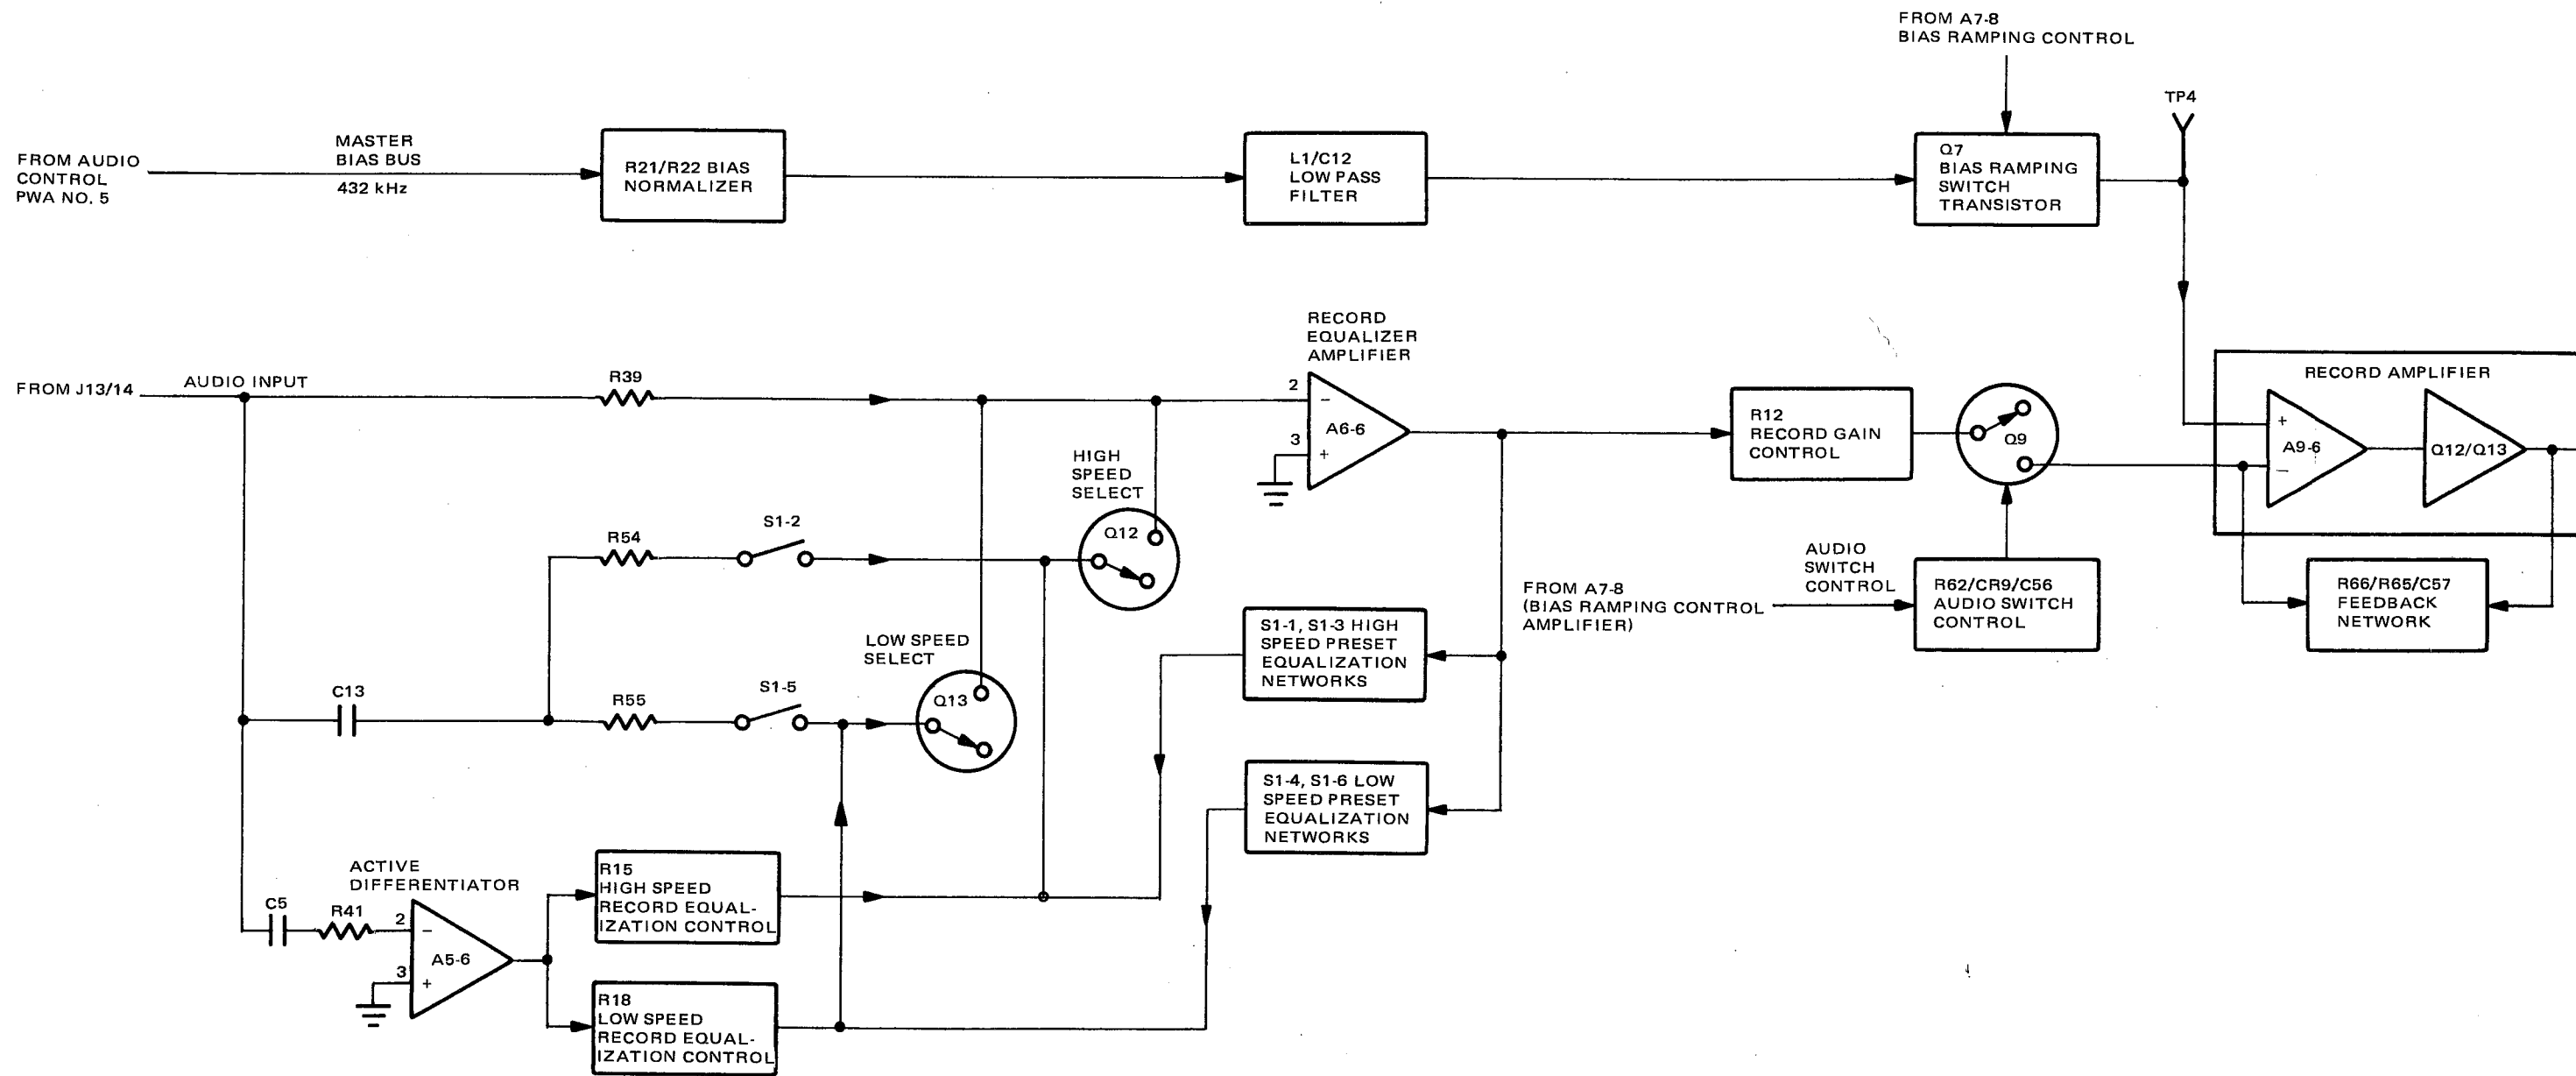 FROM A7-8
BIAS RAMPING CONTROL
TP4
FROM AUDIO
CONTROL
PWA NO. 5
MASTER
BIAS BUS
432 kHz
R21/R22 BIAS
NORMALIZER
L1/C12
LOW PASS
FILTER
Q7
BIAS RAMPING
SWITCH
TRANSISTOR
FROM J13/14
AUDIO INPUT
R39
RECORD
EQUALIZER
AMPLIFIER
2
−
A6-6
3
+
R12
RECORD GAIN
CONTROL
Q9
RECORD AMPLIFIER
+
A9-6
−
Q12/Q13
HIGH
SPEED
SELECT
Q12
R54
S1-2
LOW SPEED
SELECT
Q13
C13
R55
S1-5
S1-1, S1-3 HIGH
SPEED PRESET
EQUALIZATION
NETWORKS
FROM A7-8
(BIAS RAMPING CONTROL
AMPLIFIER)
AUDIO
SWITCH
CONTROL
R62/CR9/C56
AUDIO SWITCH
CONTROL
R66/R65/C57
FEEDBACK
NETWORK
S1-4, S1-6 LOW
SPEED PRESET
EQUALIZATION
NETWORKS
ACTIVE
DIFFERENTIATOR
C5
R41
2
−
A5-6
3
+
R15
HIGH SPEED
RECORD EQUAL-
IZATION CONTROL
R18
LOW SPEED
RECORD EQUAL-
IZATION CONTROL